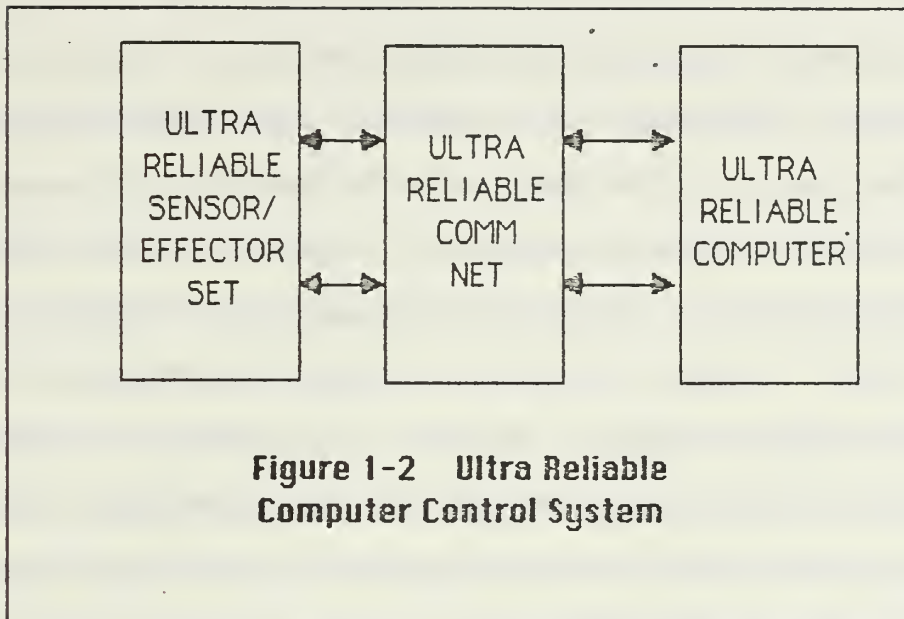 ULTRA
RELIABLE
SENSOR/
EFFECTOR
SET
ULTRA
RELIABLE
COMM
NET
ULTRA
RELIABLE
COMPUTER
Figure 1-2 Ultra Reliable
Computer Control System